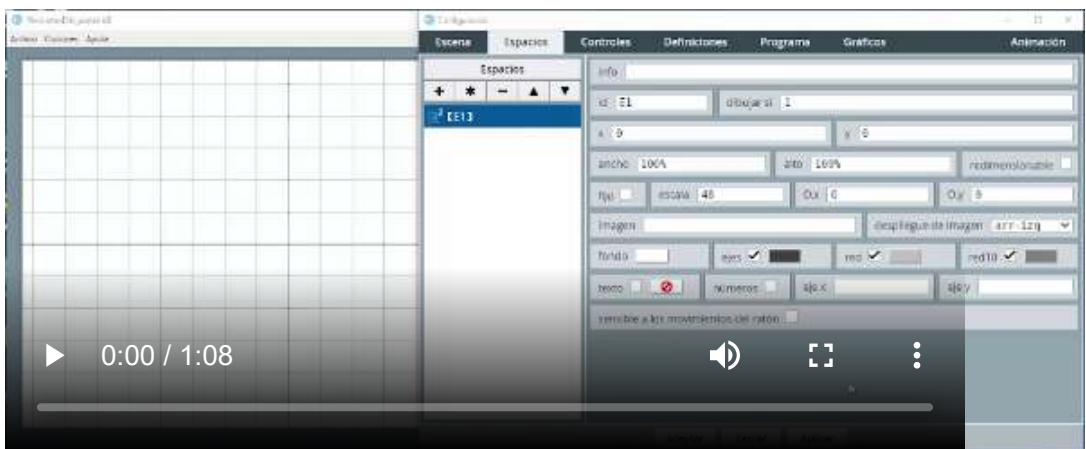 Escena Espacios Controles Definiciones Programa Gráficos Animación
Espacios
info
+ * - ▲ ▼
id E1 dibujar si 1
x 0 y 0
ancho 100% alto 100% redimensionable
fijo escala 48 O.x 0 O.y 0
imagen despliegue de imagen arr-izq
fondo ejes red red10
texto números eje x eje y
sensible a los movimientos del ratón
0:00 / 1:08